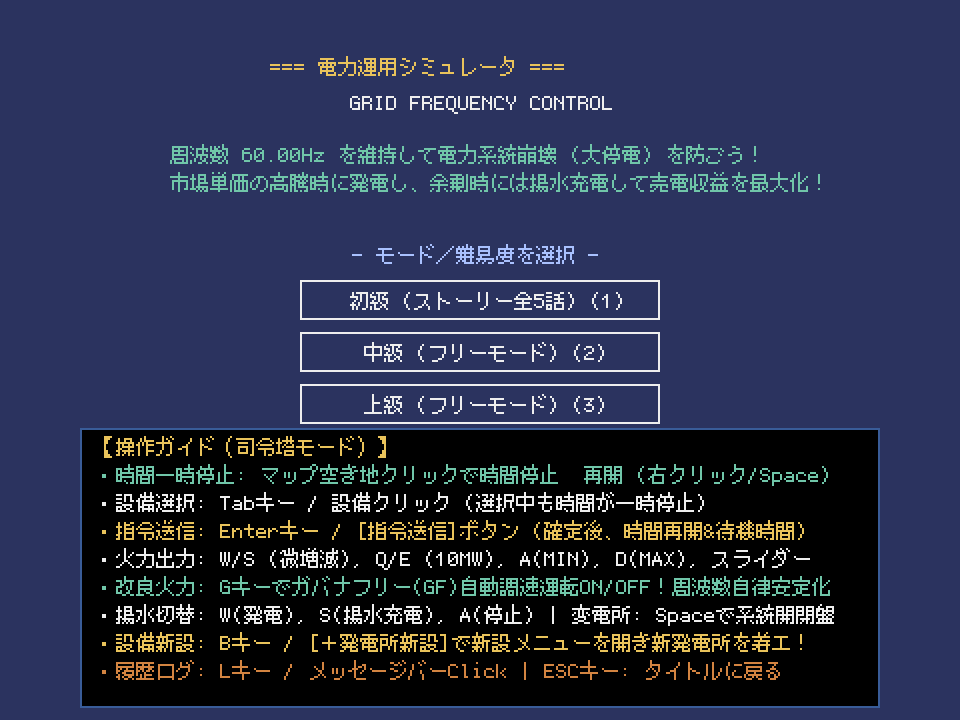 === 電力運用シミュレータ ===
GRID FREQUENCY CONTROL
周波数 60.00Hz を維持して電力系統崩壊 (大停電) を防ごう！
市場単価の高騰時に発電し、余剰時には揚水充電して売電収益を最大化！
- モード／難易度を選択 -
初級 (ストーリー全5話) (1)
中級 (フリーモード) (2)
上級 (フリーモード) (3)
【操作ガイド (司令塔モード) 】
・時間一時停止: マップ空き地クリックで時間停止　再開 (右クリック/Space)
・設備選択: Tabキー / 設備クリック (選択中も時間が一時停止)
・指令送信: Enterキー / [指令送信]ボタン (確定後、時間再開&待機時間)
・火力出力: W/S (微増減), Q/E (10MW), A(MIN), D(MAX), スライダー
・改良火力: Gキーでガバナフリー(GF)自動調速運転ON/OFF！周波数自律安定化
・揚水切替: W(発電), S(揚水充電), A(停止) | 変電所: Spaceで系統開閉盤
・設備新設: Bキー / [＋発電所新設]で新設メニューを開き新発電所を着工！
・履歴ログ: Lキー / メッセージバーClick | ESCキー: タイトルに戻る